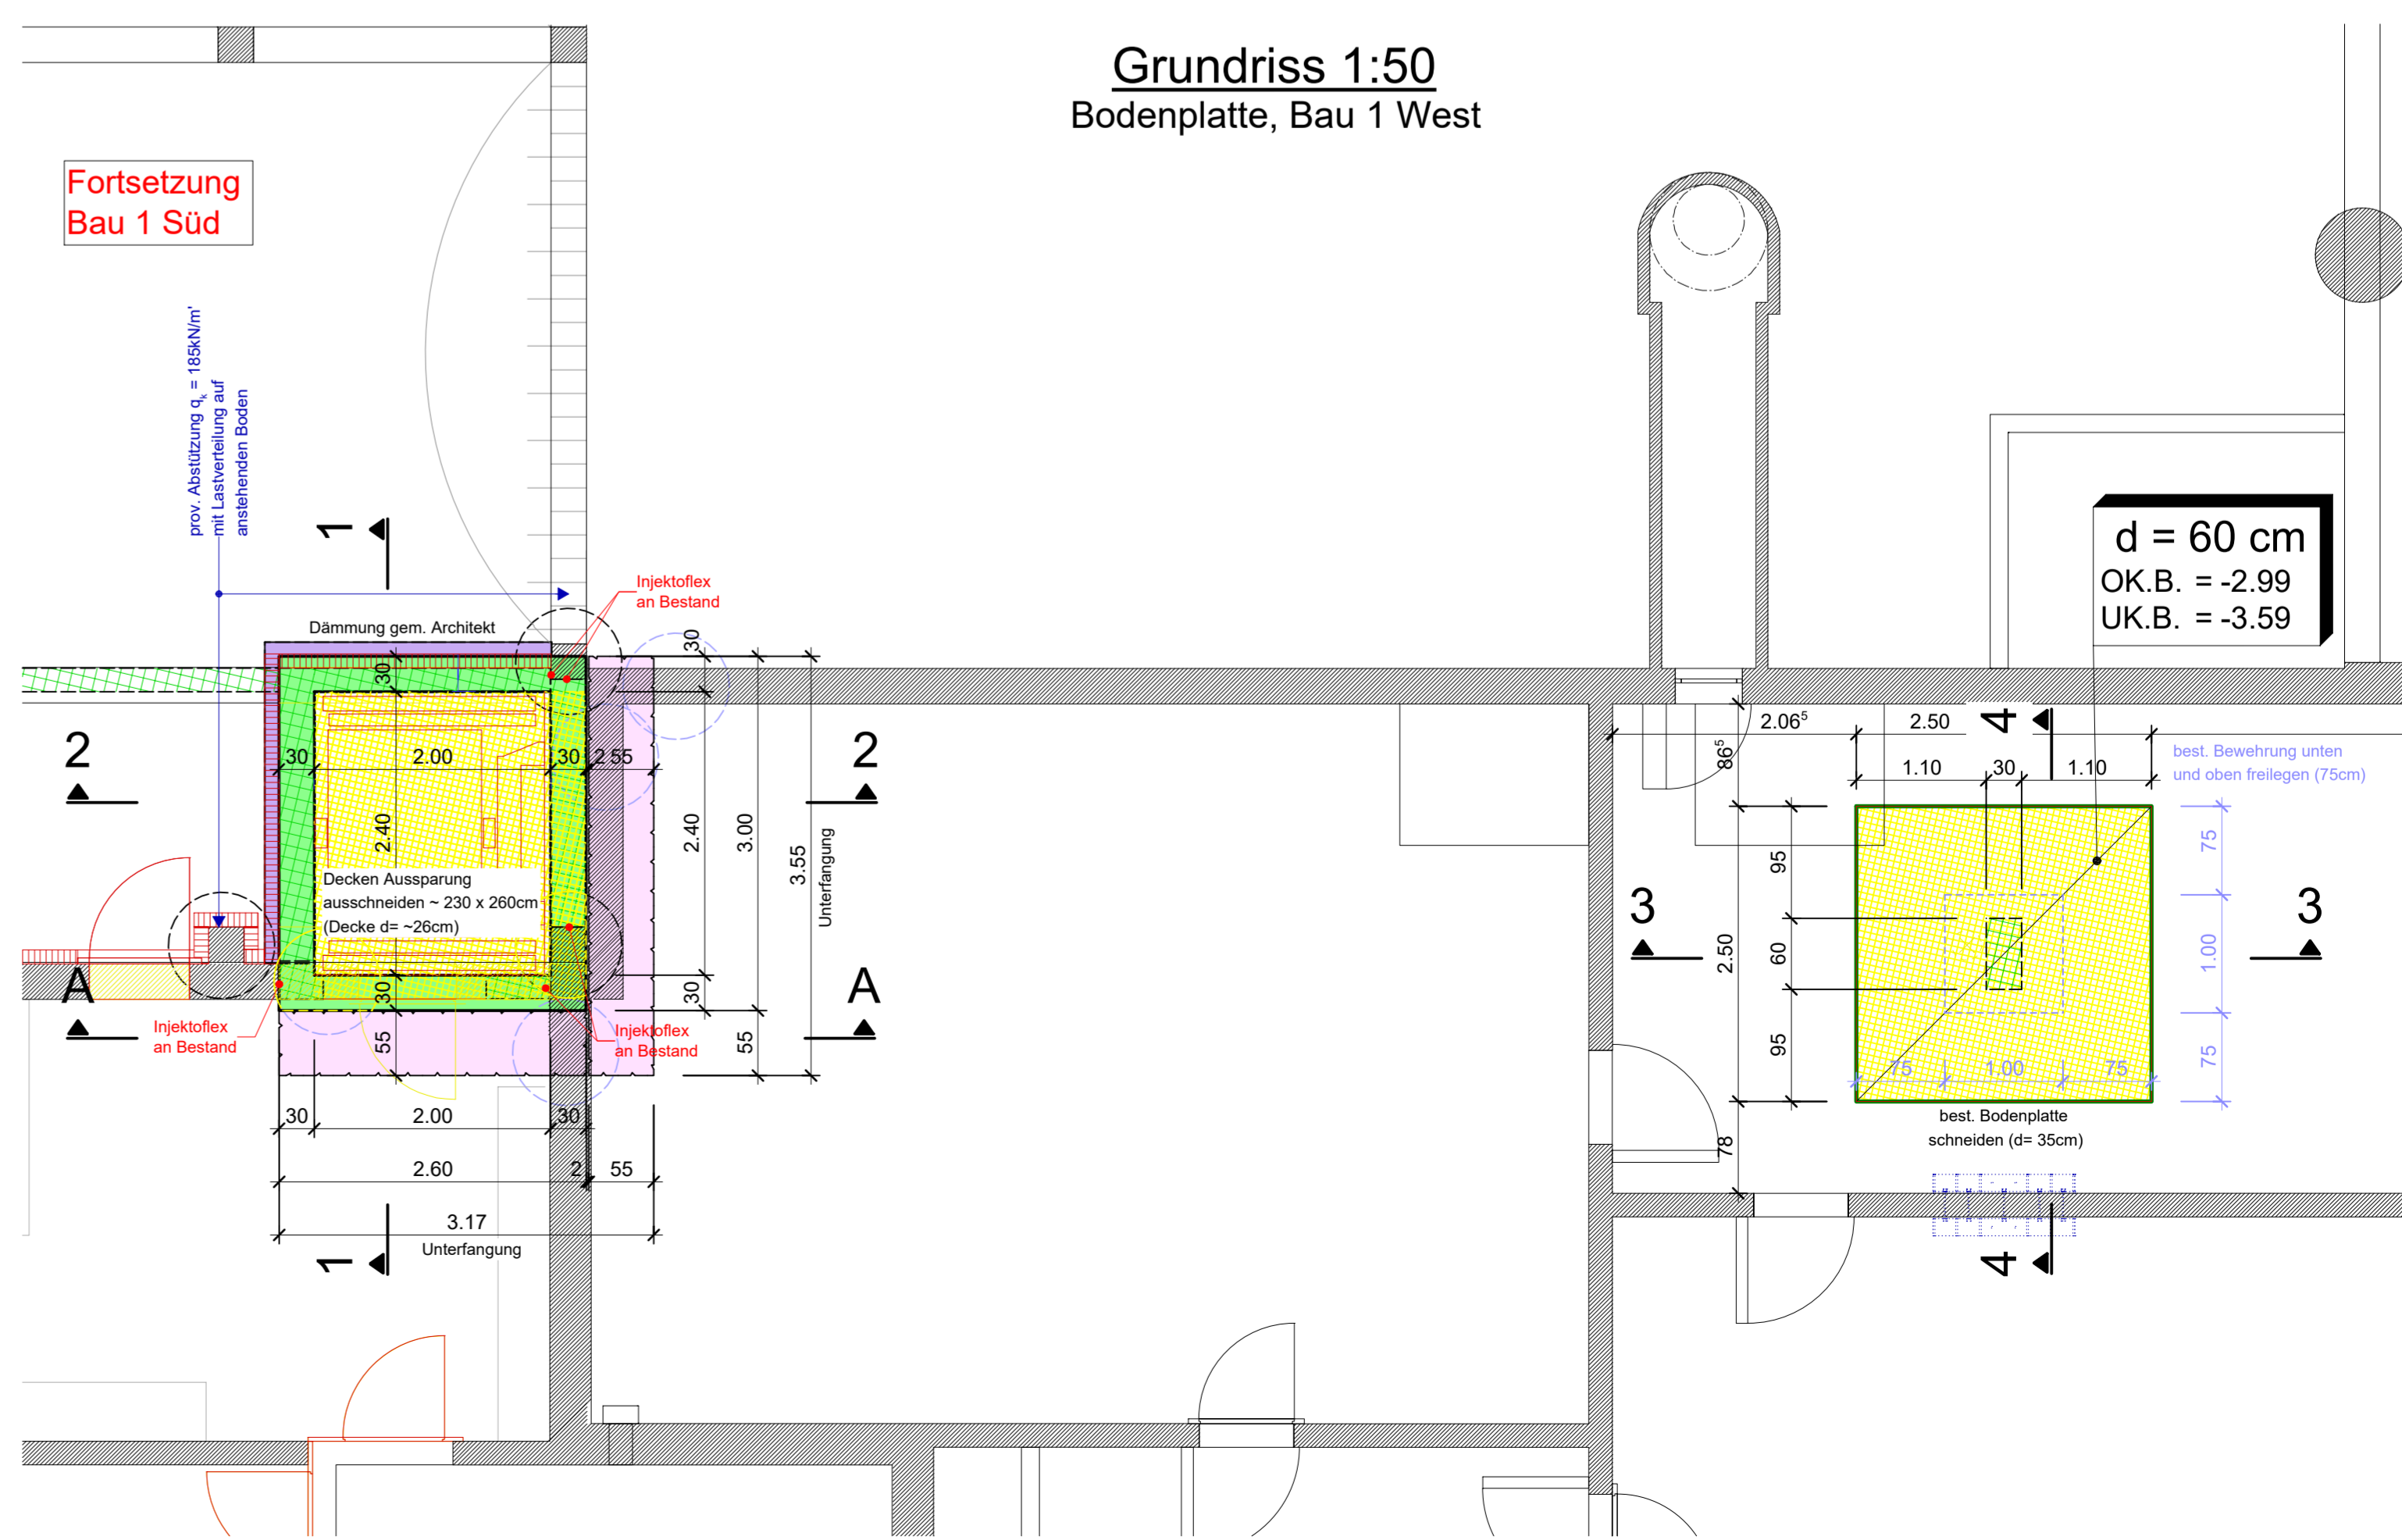 Grundriss 1:50
Bodenplatte, Bau 1 West
Fortsetzung
Bau 1 Süd
prov. Abstützung qk = 185kN/m'
mit Lastverteilung auf
anstehenden Boden
1
Injektoflex
an Bestand
Dämmung gem. Architekt
30
30
2
30
2.00
30
2
55
2
2.40
2.40
3.00
3.55
Unterfangung
Decken Aussparung
ausschneiden ~ 230 x 260cm
(Decke d= ~26cm)
A
30
30
A
Injektoflex
an Bestand
Injektoflex
an Bestand
55
55
30
2.00
30
2.60
2
55
3.17
Unterfangung
1
d = 60 cm
OK.B. = -2.99
UK.B. = -3.59
2.06⁵
2.50
4
86⁵
1.10
30
1.10
best. Bewehrung unten
und oben freilegen (75cm)
95
75
3
2.50
60
1.00
3
95
75
75
1.00
75
78
best. Bodenplatte
schneiden (d= 35cm)
4